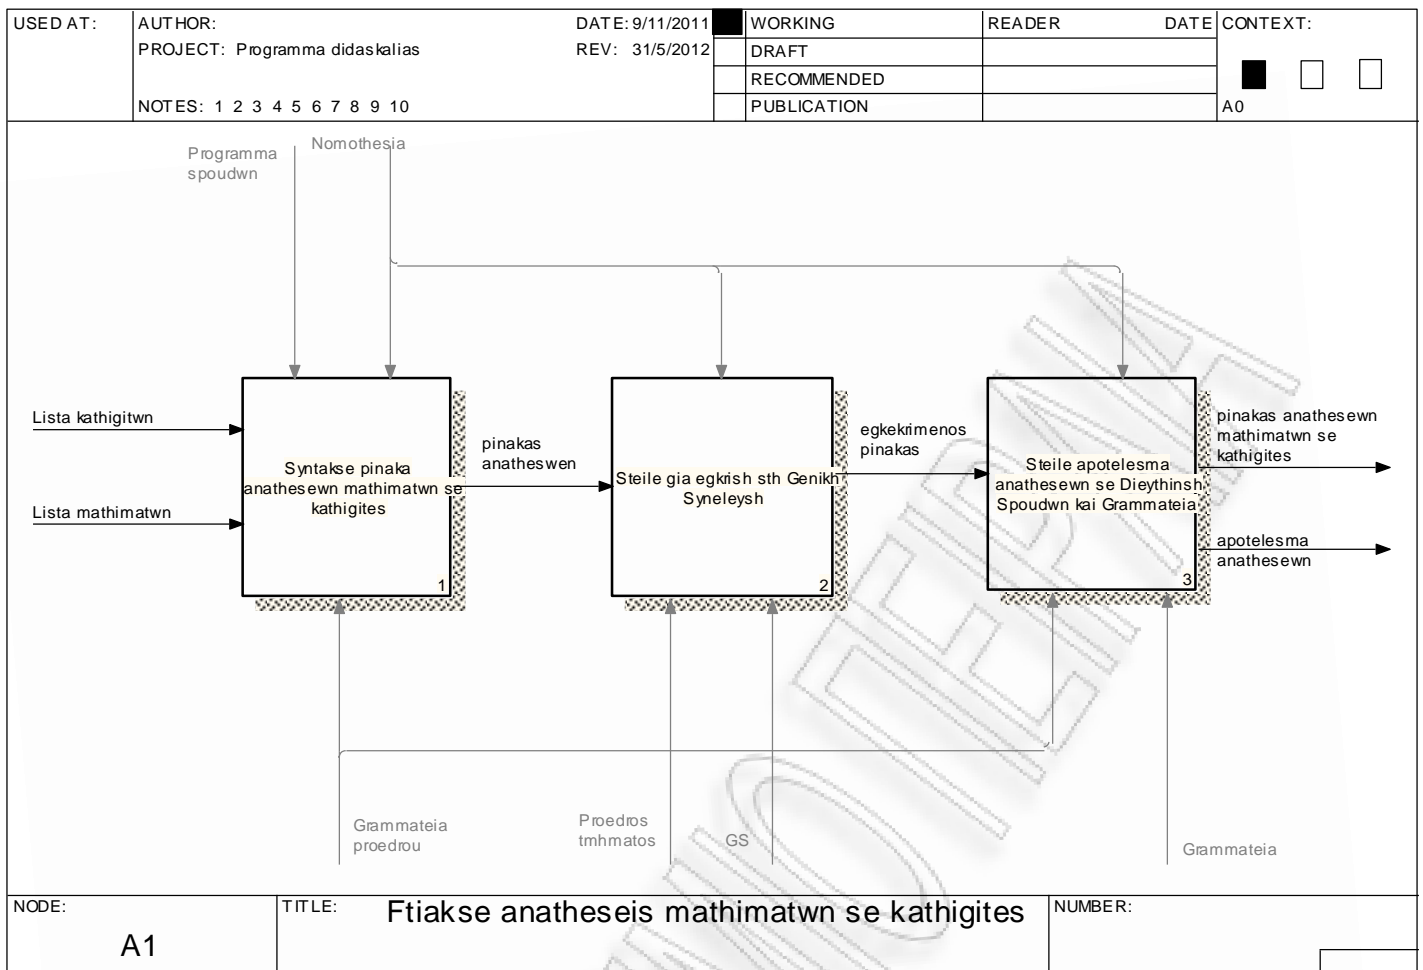 USED AT:
AUTHOR:
DATE: 9/11/2011
WORKING
READER
DATE
CONTEXT:
PROJECT: Programma didaskalias
REV: 31/5/2012
DRAFT
RECOMMENDED
NOTES: 1 2 3 4 5 6 7 8 9 10
PUBLICATION
A0
Programma
spoudwn
Nomothesia
Lista kathigitwn
Lista mathimatwn
Syntakse pinaka
anathesewn mathimatwn se
kathigites
1
pinakas
anatheswen
Steile gia egkrish sth Genikh
Syneleysh
2
egkekrimenos
pinakas
Steile apotelesma
anathesewn se Dieythinsh
Spoudwn kai Grammateia
3
pinakas anathesewn
mathimatwn se
kathigites
apotelesma
anathesewn
Grammateia
proedrou
Proedros
tmhmatos
GS
Grammateia
NODE:
A1
TITLE:
Ftiakse anatheseis mathimatwn se kathigites
NUMBER: